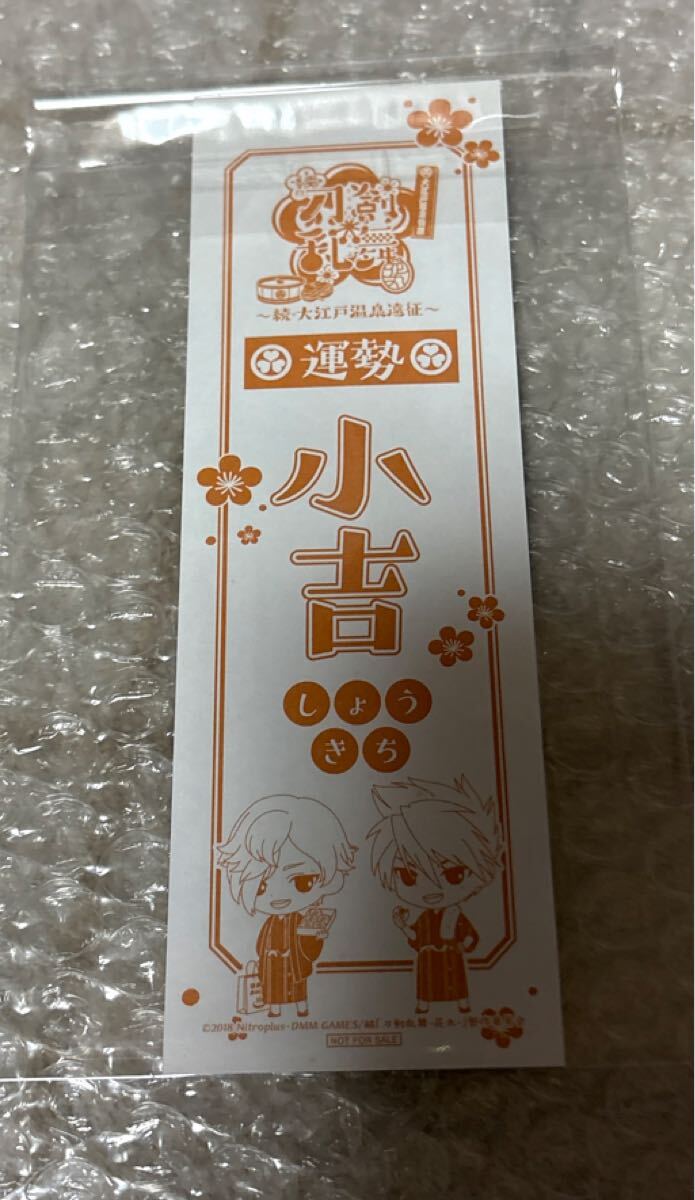 刀剣乱舞
～続・大江戸温泉遠征～
運勢
小吉
しょう
きち
©2018 Nitroplus・DMM GAMES/続『刀剣乱舞-花丸-』製作委員会
NOT FOR SALE